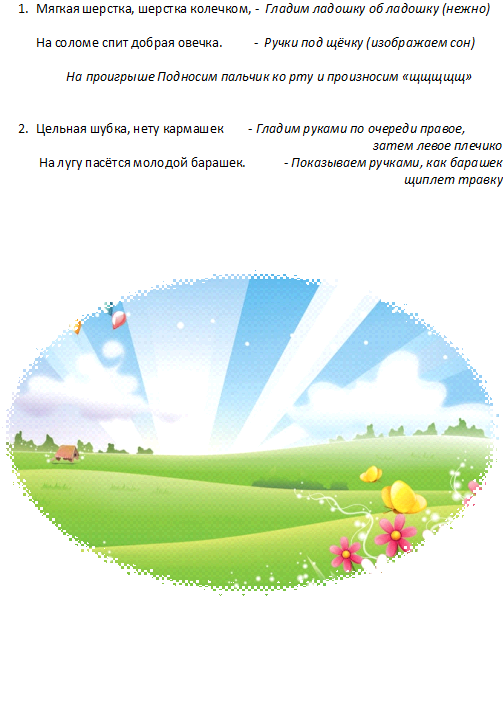 1. Мягкая шерстка, шерстка колечком, - Гладим ладошку об ладошку (нежно)
На соломе спит добрая овечка. - Ручки под щёчку (изображаем сон)
На проигрыше Подносим пальчик ко рту и произносим «щщщщщ»
2. Цельная шубка, нету кармашек - Гладим руками по очереди правое,
затем левое плечико
На лугу пасётся молодой барашек. - Показываем ручками, как барашек
щиплет травку